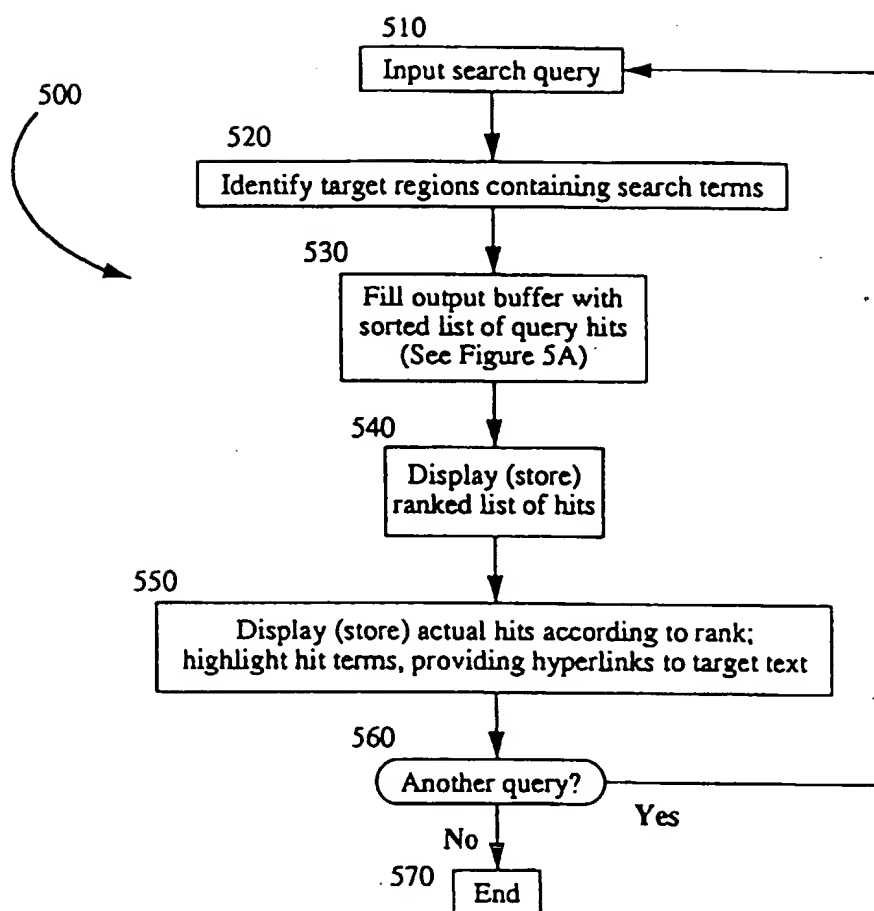 510
Input search query
500
520
Identify target regions containing search terms
530
Fill output buffer with
sorted list of query hits
(See Figure 5A)
540
Display (store)
ranked list of hits
550
Display (store) actual hits according to rank;
highlight hit terms, providing hyperlinks to target text
560
Another query?
Yes
No
570
End